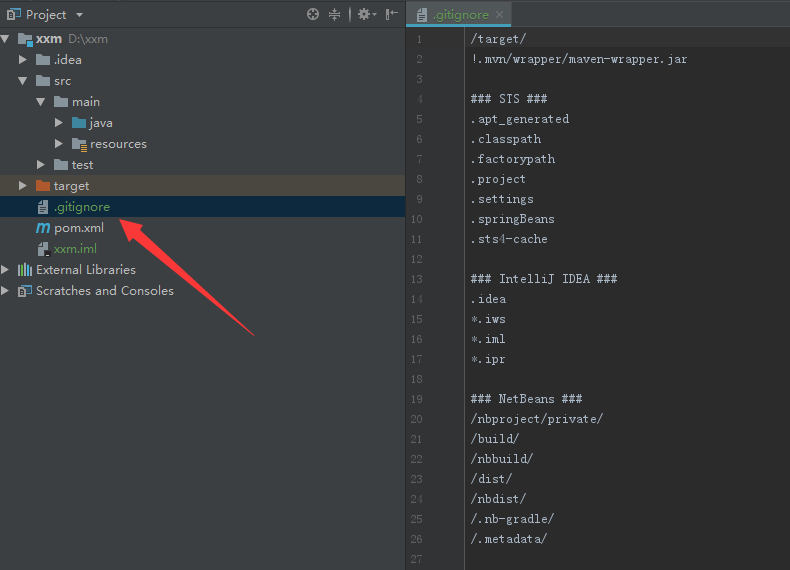 Project
xxm D:\xxm
.idea
src
main
java
resources
test
target
.gitignore
pom.xml
xxm.iml
External Libraries
Scratches and Consoles
.gitignore
1 /target/
2 !.mvn/wrapper/maven-wrapper.jar
3
4 ### STS ###
5 .apt_generated
6 .classpath
7 .factorypath
8 .project
9 .settings
10 .springBeans
11 .sts4-cache
12
13 ### IntelliJ IDEA ###
14 .idea
15 *.iws
16 *.iml
17 *.ipr
18
19 ### NetBeans ###
20 /nbproject/private/
21 /build/
22 /nbbuild/
23 /dist/
24 /nbdist/
25 /.nb-gradle/
26 /.metadata/
27